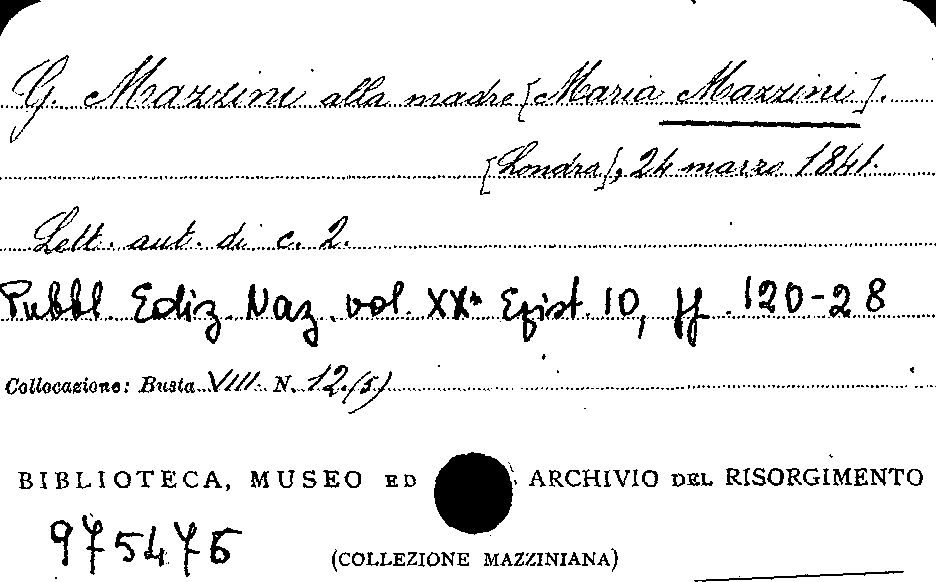 G. Mazzini alla madre [Maria Mazzini].
[Londra], 24 marzo 1841.
Lett. aut. di c. 2.
Pubbl. Ediz. Naz. vol. XX* Epist. 10, ff. 120-28
Collocazione: Busta VIII N. 12.(5)
BIBLIOTECA, MUSEO ED ARCHIVIO DEL RISORGIMENTO
975476
(COLLEZIONE MAZZINIANA)